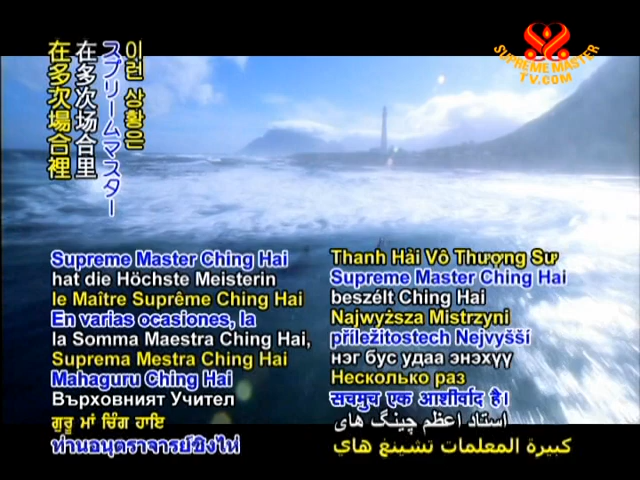 SUPREME MASTER
TV.COM
이런 상황은
スプリームマスター
在多次场合里
在多次場合裡
Supreme Master Ching Hai
hat die Höchste Meisterin
le Maître Suprême Ching Hai
En varias ocasiones, la
la Somma Maestra Ching Hai,
Suprema Mestra Ching Hai
Mahaguru Ching Hai
Върховният Учител
ਗੁਰੂ ਮਾਂ ਚਿੰਗ ਹਾਇ
ท่านอนุตราจารย์ชิงไห่
Thanh Hải Vô Thượng Sư
Supreme Master Ching Hai
beszélt Ching Hai
Najwyższa Mistrzyni
příležitostech Nejvyšší
нэг бус удаа энэхүү
Несколько раз
सचमुच एक आशीर्वाद है।
استاد اعظم چینگ های
كبيرة المعلمات تشينغ هاي